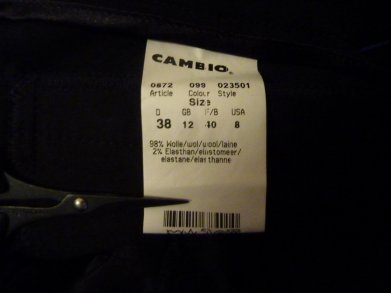 CAMBIO
0872 099 023501
Article Colour Style
Size
D GB F/B USA
38 12 40 8
98% Wolle/wol/wool/laine
2% Elasthan/elastomeer/
elastane/elasthanne